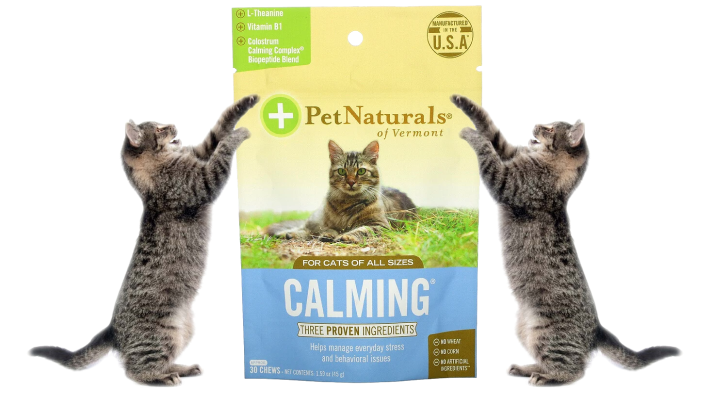 L-Theanine
Vitamin B1
Colostrum
Calming Complex®
Biopeptide Blend
MANUFACTURED
IN THE
U.S.A
PetNaturals®
of Vermont
FOR CATS OF ALL SIZES
CALMING®
THREE PROVEN INGREDIENTS
Helps manage everyday stress
and behavioral issues
NO WHEAT
NO CORN
NO ARTIFICIAL
INGREDIENTS
30 CHEWS